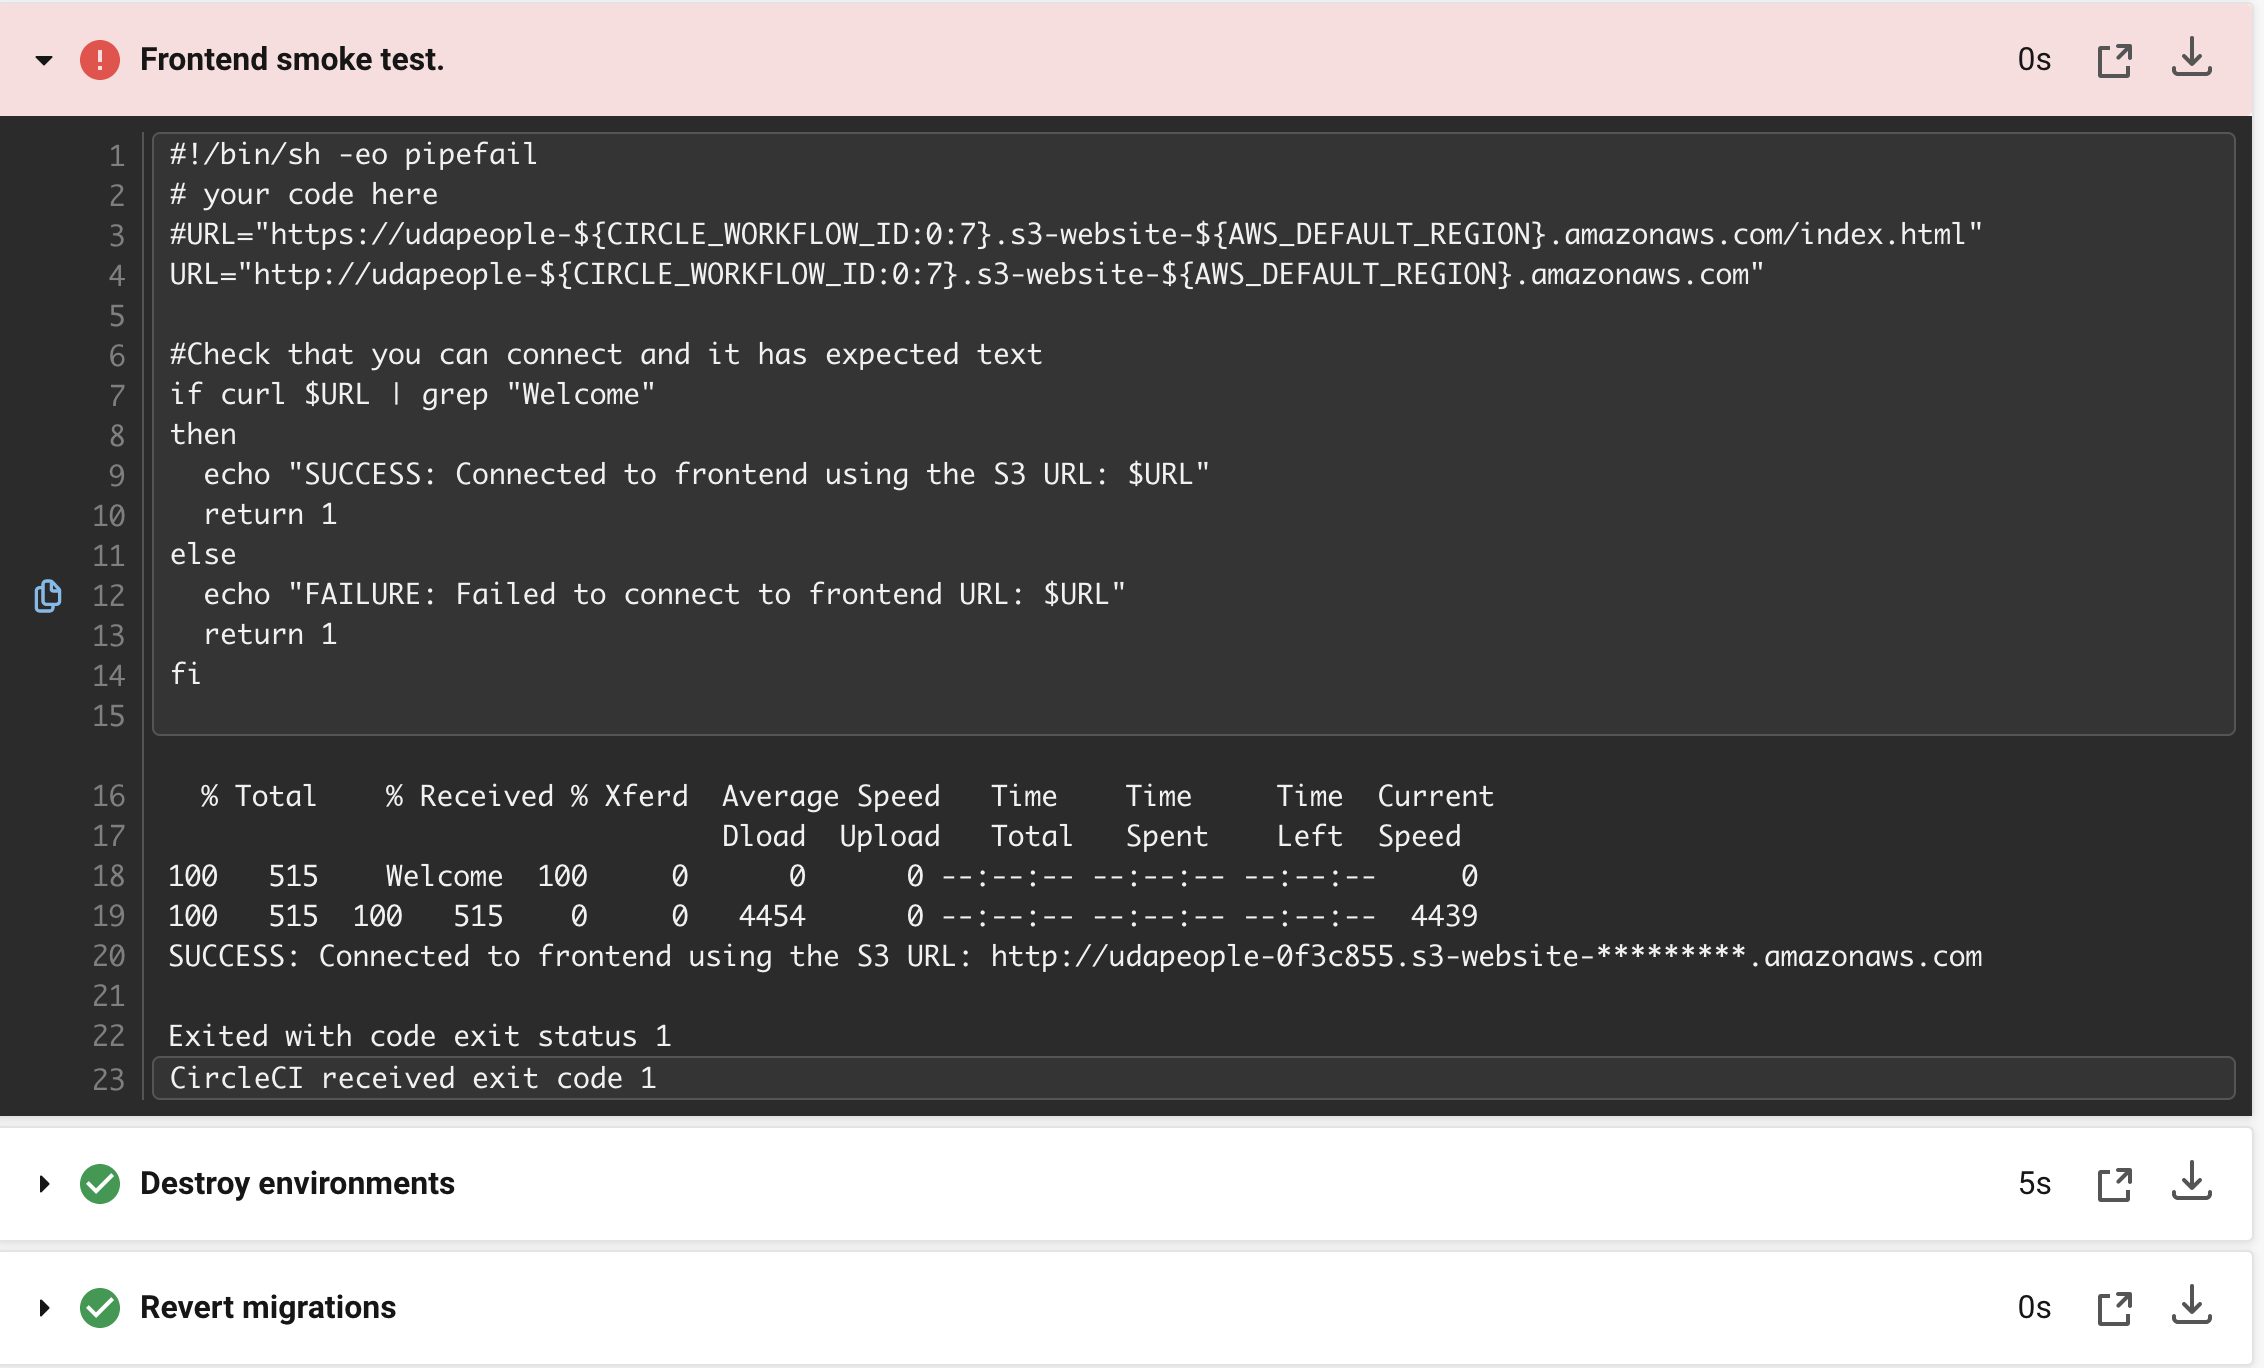 Frontend smoke test. 0s
1 #!/bin/sh -eo pipefail
2 # your code here
3 #URL="https://udapeople-${CIRCLE_WORKFLOW_ID:0:7}.s3-website-${AWS_DEFAULT_REGION}.amazonaws.com/index.html"
4 URL="http://udapeople-${CIRCLE_WORKFLOW_ID:0:7}.s3-website-${AWS_DEFAULT_REGION}.amazonaws.com"
5
6 #Check that you can connect and it has expected text
7 if curl $URL | grep "Welcome"
8 then
9   echo "SUCCESS: Connected to frontend using the S3 URL: $URL"
10   return 1
11 else
12   echo "FAILURE: Failed to connect to frontend URL: $URL"
13   return 1
14 fi
15
16   % Total    % Received % Xferd  Average Speed   Time    Time     Time  Current
17                                  Dload  Upload   Total   Spent    Left  Speed
18 100   515    Welcome  100     0      0      0 --:--:-- --:--:-- --:--:--     0
19 100   515  100   515    0     0   4454      0 --:--:-- --:--:-- --:--:--  4439
20 SUCCESS: Connected to frontend using the S3 URL: http://udapeople-0f3c855.s3-website-*********.amazonaws.com
21
22 Exited with code exit status 1
23 CircleCI received exit code 1
Destroy environments 5s
Revert migrations 0s